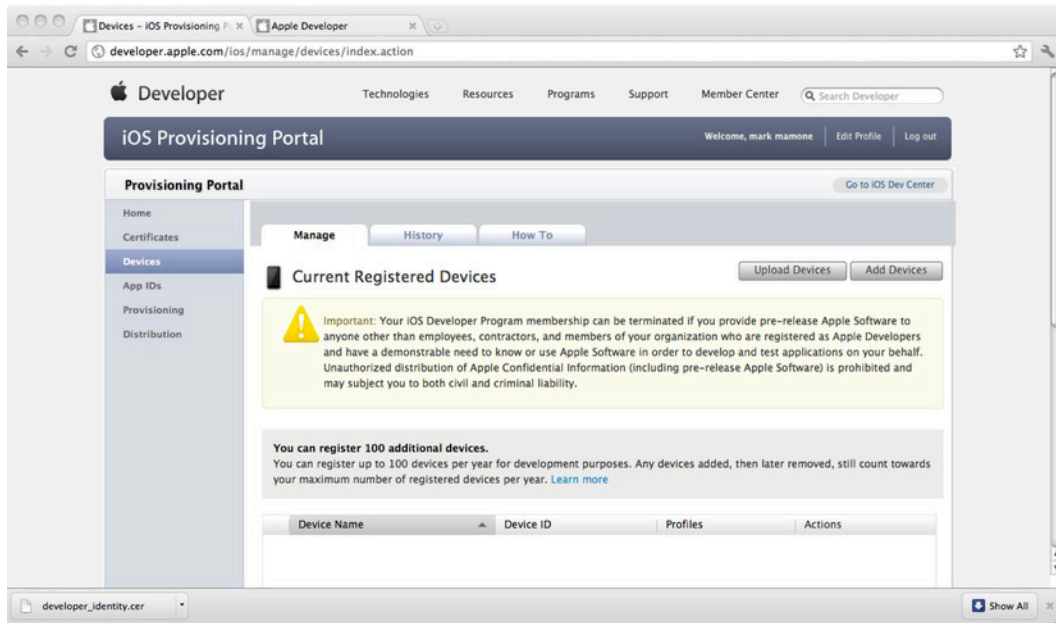 Devices – iOS Provisioning P
Apple Developer
developer.apple.com/ios/manage/devices/index.action
Developer
Technologies
Resources
Programs
Support
Member Center
Search Developer
iOS Provisioning Portal
Welcome, mark mamone
Edit Profile
Log out
Provisioning Portal
Go to iOS Dev Center
Home
Certificates
Devices
App IDs
Provisioning
Distribution
Manage
History
How To
Current Registered Devices
Upload Devices
Add Devices
Important: Your iOS Developer Program membership can be terminated if you provide pre-release Apple Software to
anyone other than employees, contractors, and members of your organization who are registered as Apple Developers
and have a demonstrable need to know or use Apple Software in order to develop and test applications on your behalf.
Unauthorized distribution of Apple Confidential Information (including pre-release Apple Software) is prohibited and
may subject you to both civil and criminal liability.
You can register 100 additional devices.
You can register up to 100 devices per year for development purposes. Any devices added, then later removed, still count towards
your maximum number of registered devices per year. Learn more
Device Name
Device ID
Profiles
Actions
developer_identity.cer
Show All